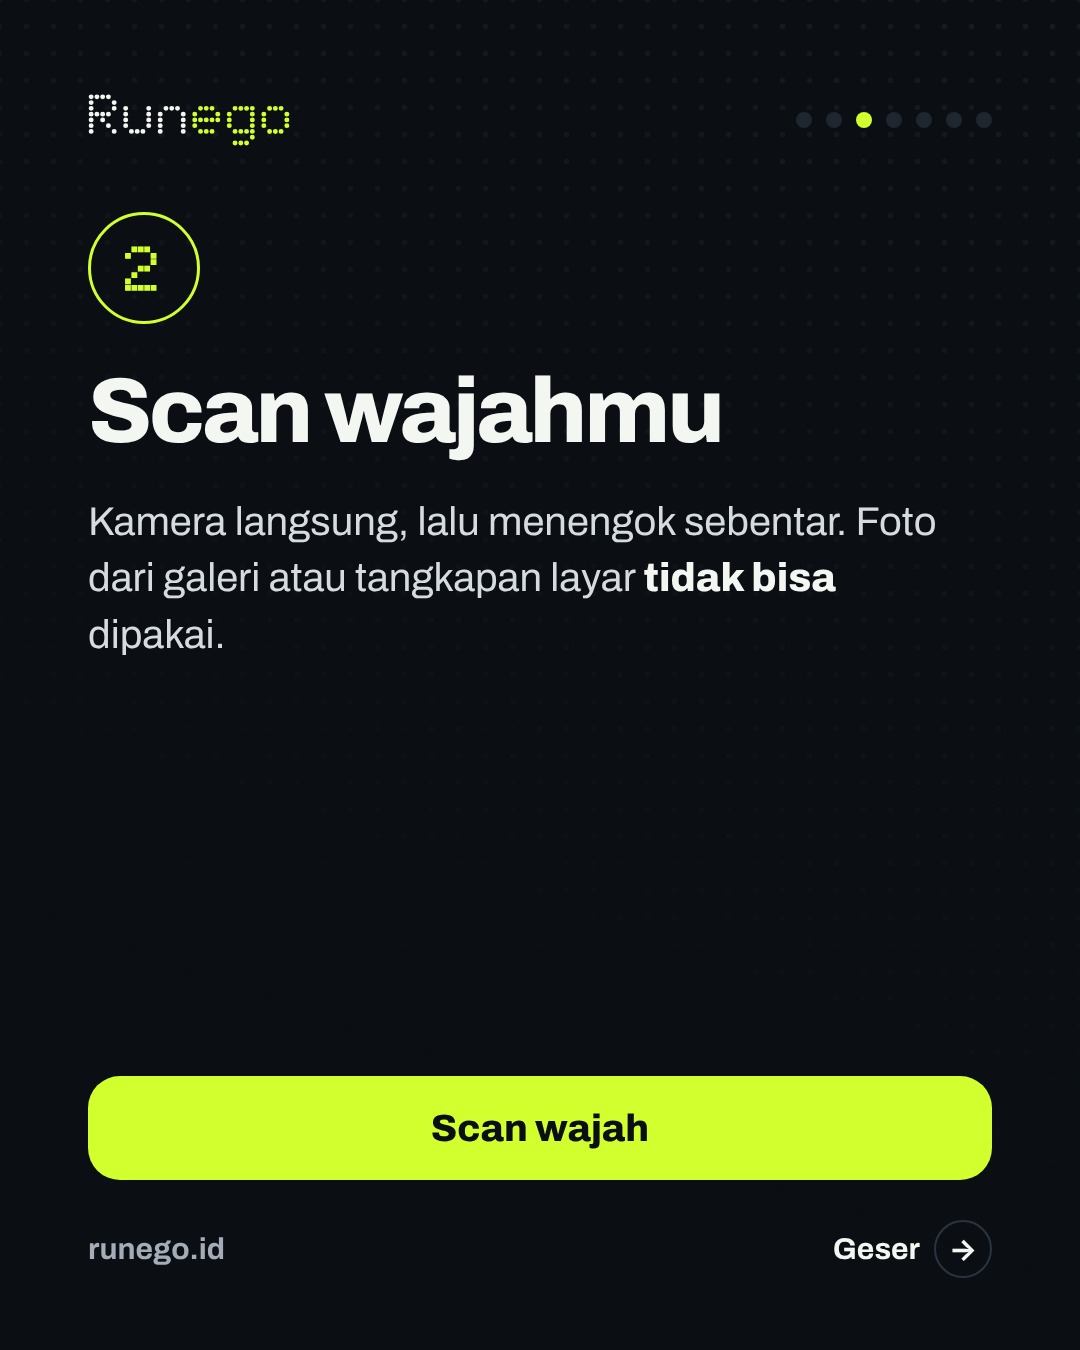 Runego
2
Scan wajahmu
Kamera langsung, lalu menengok sebentar. Foto
dari galeri atau tangkapan layar tidak bisa
dipakai.
Scan wajah
runego.id
Geser →